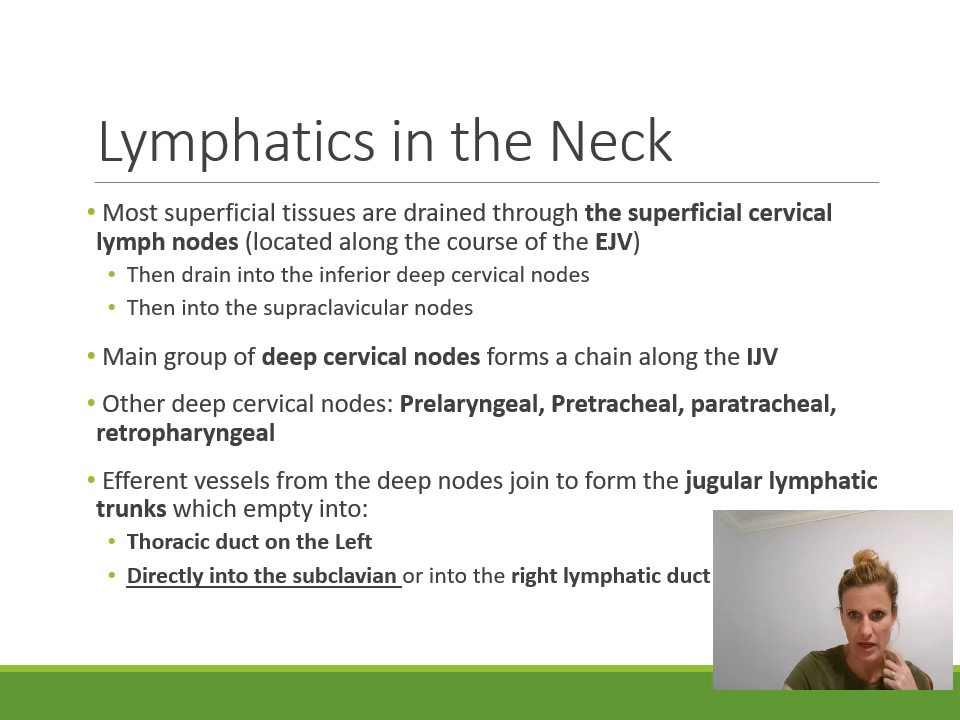 Lymphatics in the Neck
• Most superficial tissues are drained through the superficial cervical
lymph nodes (located along the course of the EJV)
• Then drain into the inferior deep cervical nodes
• Then into the supraclavicular nodes
• Main group of deep cervical nodes forms a chain along the IJV
• Other deep cervical nodes: Prelaryngeal, Pretracheal, paratracheal,
retropharyngeal
• Efferent vessels from the deep nodes join to form the jugular lymphatic
trunks which empty into:
• Thoracic duct on the Left
• Directly into the subclavian or into the right lymphatic duct